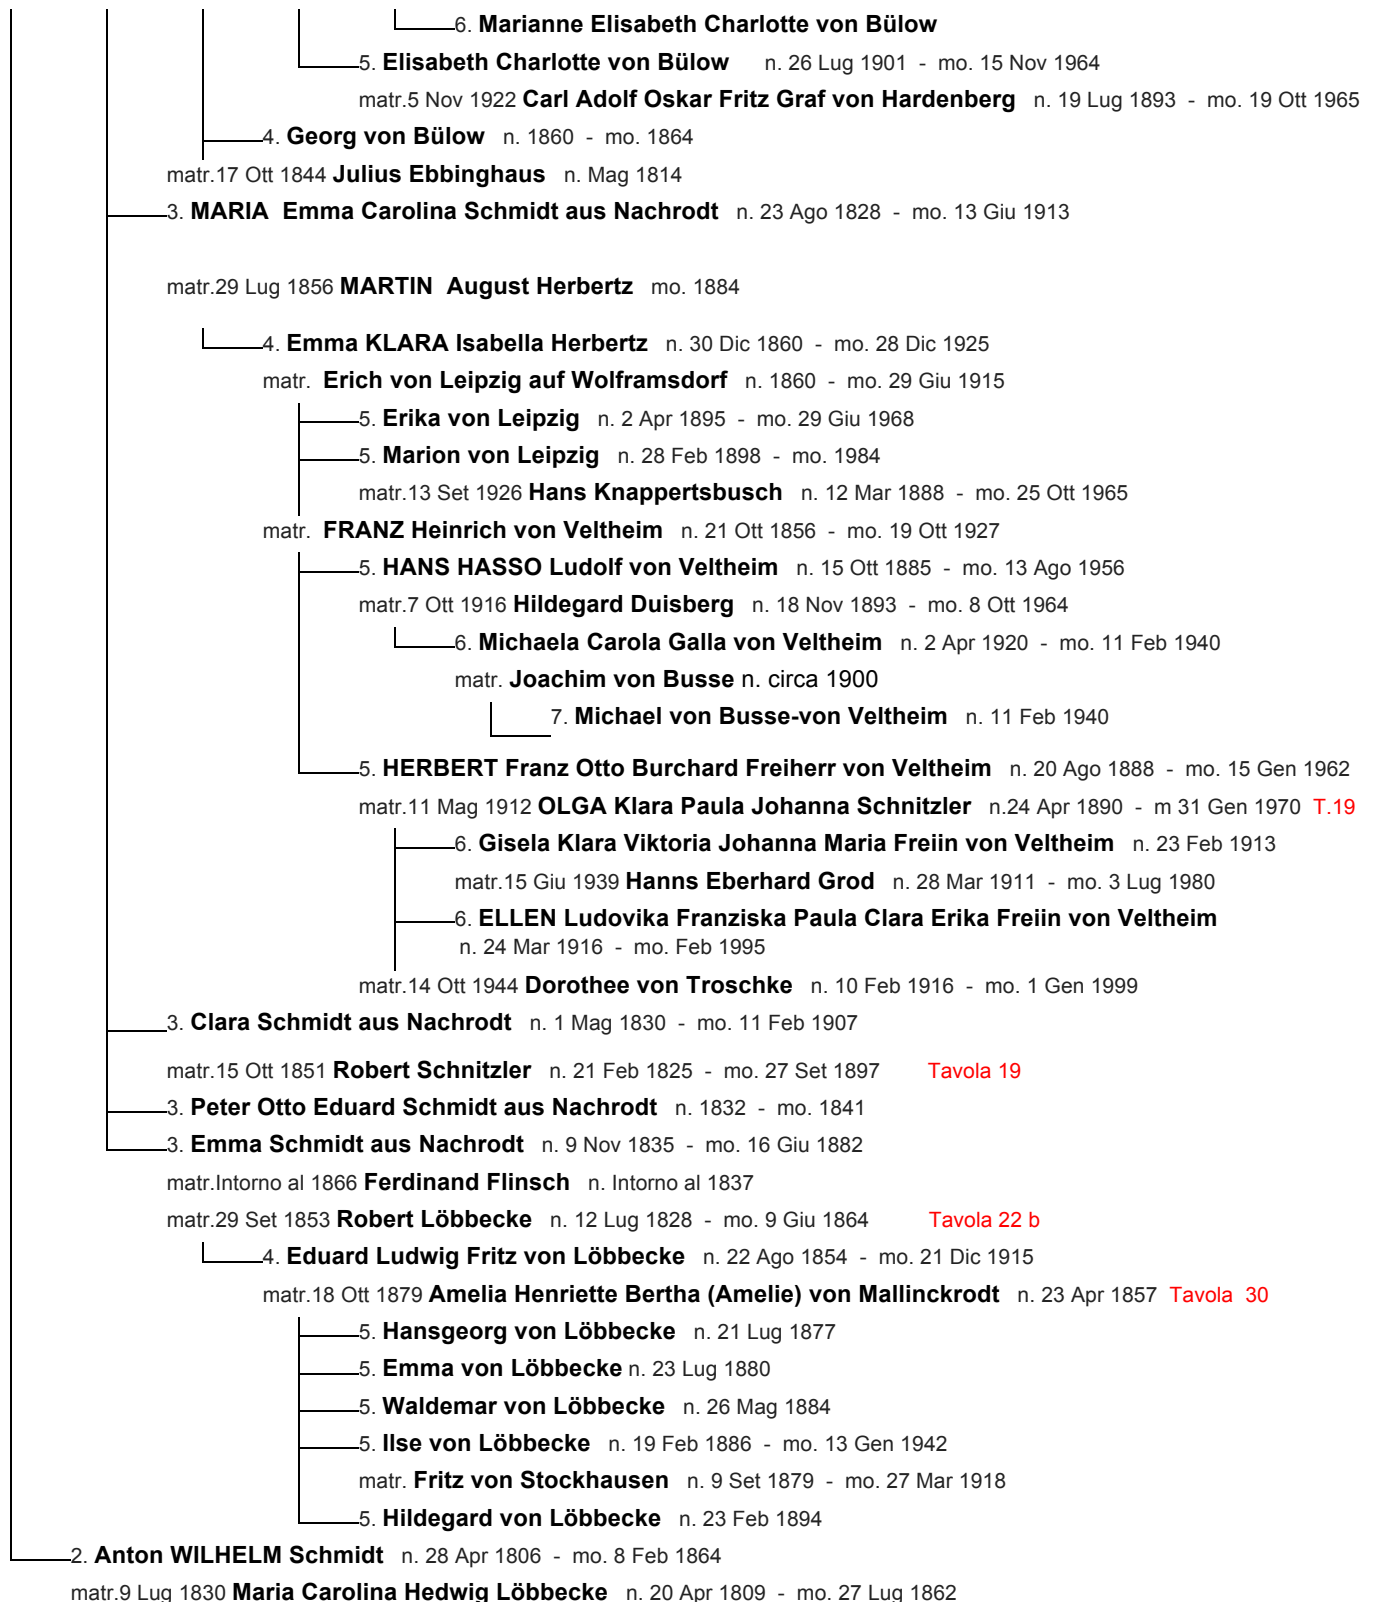 6. Marianne Elisabeth Charlotte von Bülow
5. Elisabeth Charlotte von Bülow n. 26 Lug 1901 - mo. 15 Nov 1964
matr.5 Nov 1922 Carl Adolf Oskar Fritz Graf von Hardenberg n. 19 Lug 1893 - mo. 19 Ott 1965
4. Georg von Bülow n. 1860 - mo. 1864
matr.17 Ott 1844 Julius Ebbinghaus n. Mag 1814
3. MARIA Emma Carolina Schmidt aus Nachrodt n. 23 Ago 1828 - mo. 13 Giu 1913
matr.29 Lug 1856 MARTIN August Herbertz mo. 1884
4. Emma KLARA Isabella Herbertz n. 30 Dic 1860 - mo. 28 Dic 1925
matr. Erich von Leipzig auf Wolframsdorf n. 1860 - mo. 29 Giu 1915
5. Erika von Leipzig n. 2 Apr 1895 - mo. 29 Giu 1968
5. Marion von Leipzig n. 28 Feb 1898 - mo. 1984
matr.13 Set 1926 Hans Knappertsbusch n. 12 Mar 1888 - mo. 25 Ott 1965
matr. FRANZ Heinrich von Veltheim n. 21 Ott 1856 - mo. 19 Ott 1927
5. HANS HASSO Ludolf von Veltheim n. 15 Ott 1885 - mo. 13 Ago 1956
matr.7 Ott 1916 Hildegard Duisberg n. 18 Nov 1893 - mo. 8 Ott 1964
6. Michaela Carola Galla von Veltheim n. 2 Apr 1920 - mo. 11 Feb 1940
matr. Joachim von Busse n. circa 1900
7. Michael von Busse-von Veltheim n. 11 Feb 1940
5. HERBERT Franz Otto Burchard Freiherr von Veltheim n. 20 Ago 1888 - mo. 15 Gen 1962
matr.11 Mag 1912 OLGA Klara Paula Johanna Schnitzler n.24 Apr 1890 - m 31 Gen 1970 T.19
6. Gisela Klara Viktoria Johanna Maria Freiin von Veltheim n. 23 Feb 1913
matr.15 Giu 1939 Hanns Eberhard Grod n. 28 Mar 1911 - mo. 3 Lug 1980
6. ELLEN Ludovika Franziska Paula Clara Erika Freiin von Veltheim
n. 24 Mar 1916 - mo. Feb 1995
matr.14 Ott 1944 Dorothee von Troschke n. 10 Feb 1916 - mo. 1 Gen 1999
3. Clara Schmidt aus Nachrodt n. 1 Mag 1830 - mo. 11 Feb 1907
matr.15 Ott 1851 Robert Schnitzler n. 21 Feb 1825 - mo. 27 Set 1897 Tavola 19
3. Peter Otto Eduard Schmidt aus Nachrodt n. 1832 - mo. 1841
3. Emma Schmidt aus Nachrodt n. 9 Nov 1835 - mo. 16 Giu 1882
matr.Intorno al 1866 Ferdinand Flinsch n. Intorno al 1837
matr.29 Set 1853 Robert Löbbecke n. 12 Lug 1828 - mo. 9 Giu 1864 Tavola 22 b
4. Eduard Ludwig Fritz von Löbbecke n. 22 Ago 1854 - mo. 21 Dic 1915
matr.18 Ott 1879 Amelia Henriette Bertha (Amelie) von Mallinckrodt n. 23 Apr 1857 Tavola 30
5. Hansgeorg von Löbbecke n. 21 Lug 1877
5. Emma von Löbbecke n. 23 Lug 1880
5. Waldemar von Löbbecke n. 26 Mag 1884
5. Ilse von Löbbecke n. 19 Feb 1886 - mo. 13 Gen 1942
matr. Fritz von Stockhausen n. 9 Set 1879 - mo. 27 Mar 1918
5. Hildegard von Löbbecke n. 23 Feb 1894
2. Anton WILHELM Schmidt n. 28 Apr 1806 - mo. 8 Feb 1864
matr.9 Lug 1830 Maria Carolina Hedwig Löbbecke n. 20 Apr 1809 - mo. 27 Lug 1862